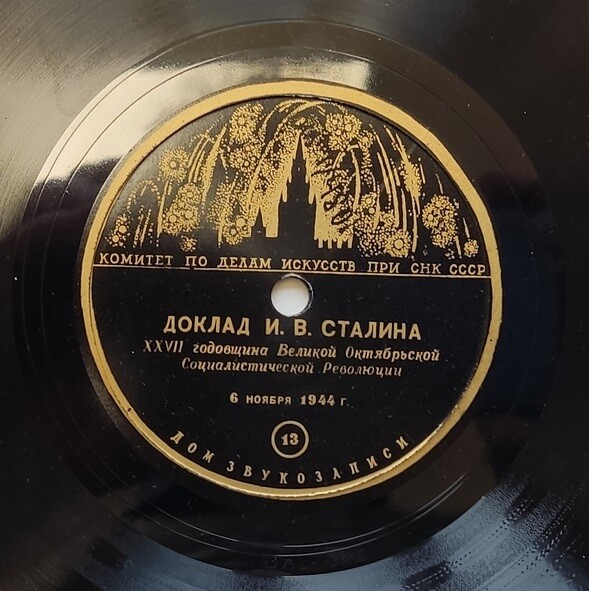 КОМИТЕТ ПО ДЕЛАМ ИСКУССТВ ПРИ СНК СССР
ДОКЛАД И. В. СТАЛИНА
XXVII годовщина Великой Октябрьской
Социалистической Революции
6 НОЯБРЯ 1944 Г.
13
ДОМ ЗВУКОЗАПИСИ